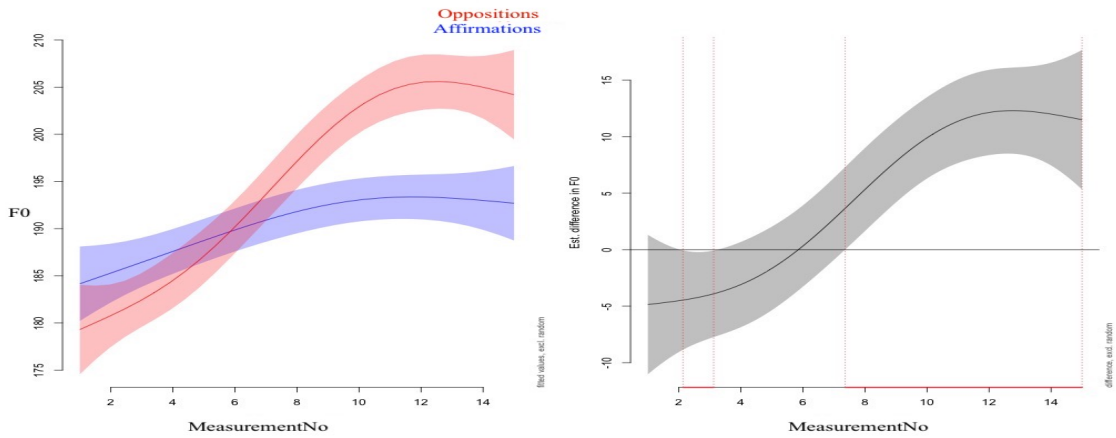 Oppositions
Affirmations
210
205
200
195
190
185
180
175
F0
2 4 6 8 10 12 14
MeasurementNo
fitted values, excl. random
15
10
5
0
-5
-10
Est. difference in F0
2 4 6 8 10 12 14
MeasurementNo
difference, excl. random